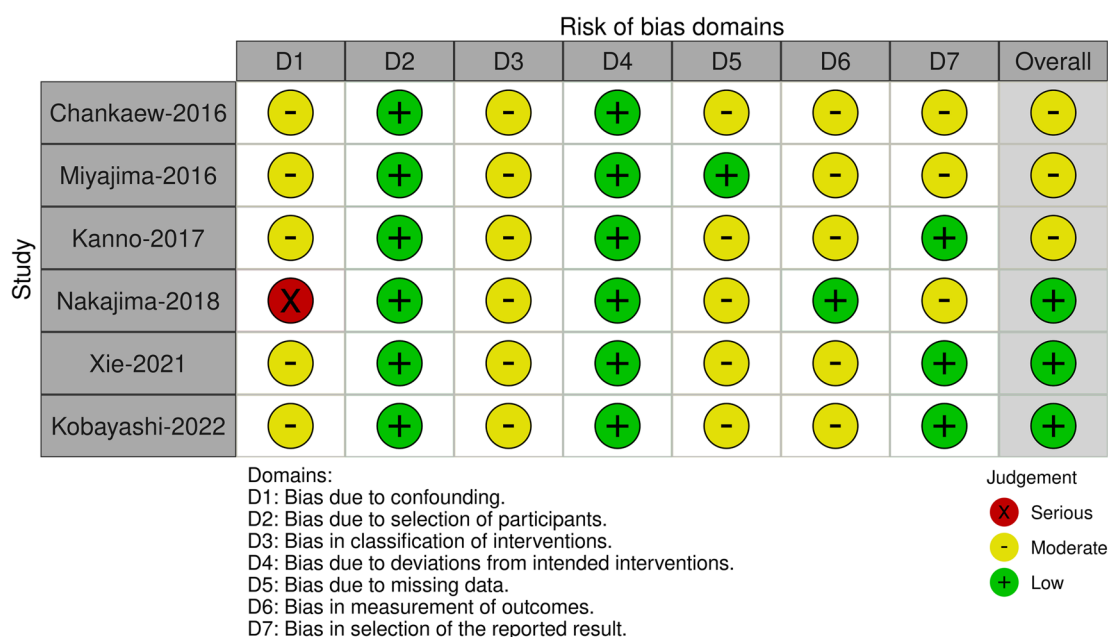 Risk of bias domains
D1 D2 D3 D4 D5 D6 D7 Overall
Study
Chankaew-2016 - + - + - - - -
Miyajima-2016 - + - + + - - -
Kanno-2017 - + - + - - + -
Nakajima-2018 X + - + - + - +
Xie-2021 - + - + - - + +
Kobayashi-2022 - + - + - - + +
Domains:
D1: Bias due to confounding.
D2: Bias due to selection of participants.
D3: Bias in classification of interventions.
D4: Bias due to deviations from intended interventions.
D5: Bias due to missing data.
D6: Bias in measurement of outcomes.
D7: Bias in selection of the reported result.
Judgement
X Serious
- Moderate
+ Low